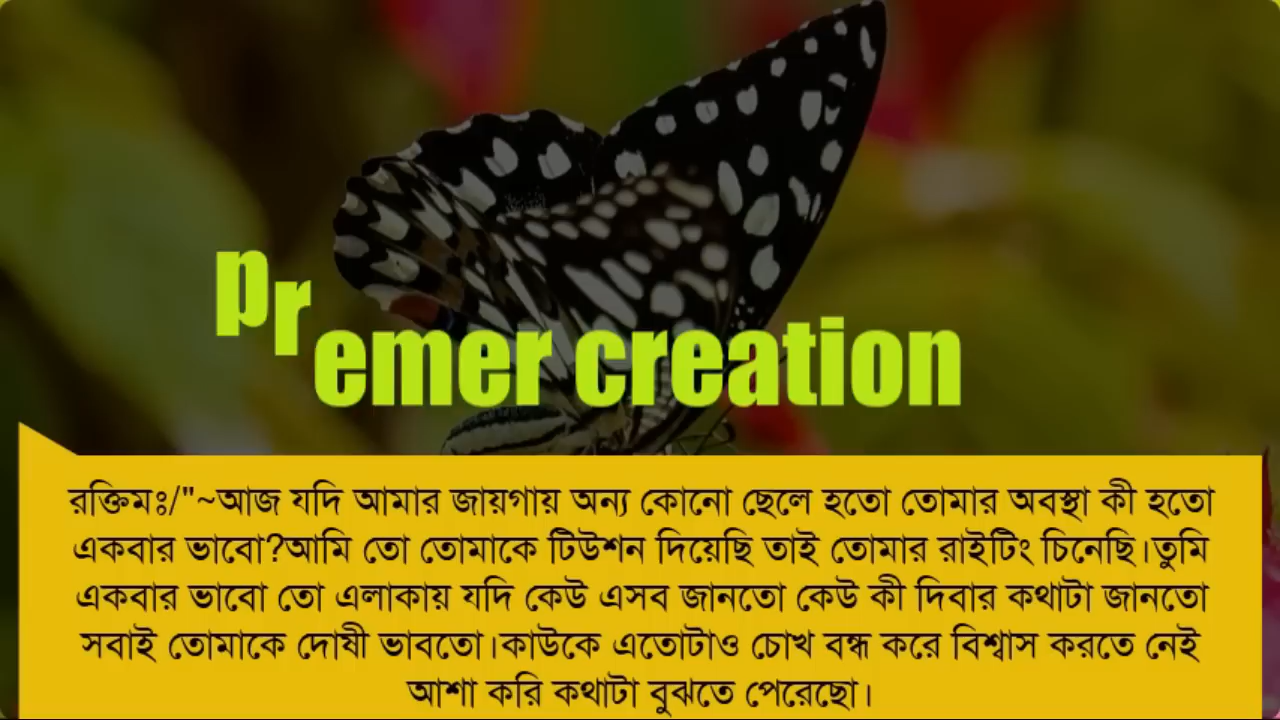 premer creation
রক্তিমঃ/"~আজ যদি আমার জায়গায় অন্য কোনো ছেলে হতো তোমার অবস্থা কী হতো
একবার ভাবো?আমি তো তোমাকে টিউশন দিয়েছি তাই তোমার রাইটিং চিনেছি।তুমি
একবার ভাবো তো এলাকায় যদি কেউ এসব জানতো কেউ কী দিবার কথাটা জানতো
সবাই তোমাকে দোষী ভাবতো।কাউকে এতোটাও চোখ বন্ধ করে বিশ্বাস করতে নেই
আশা করি কথাটা বুঝতে পেরেছো।